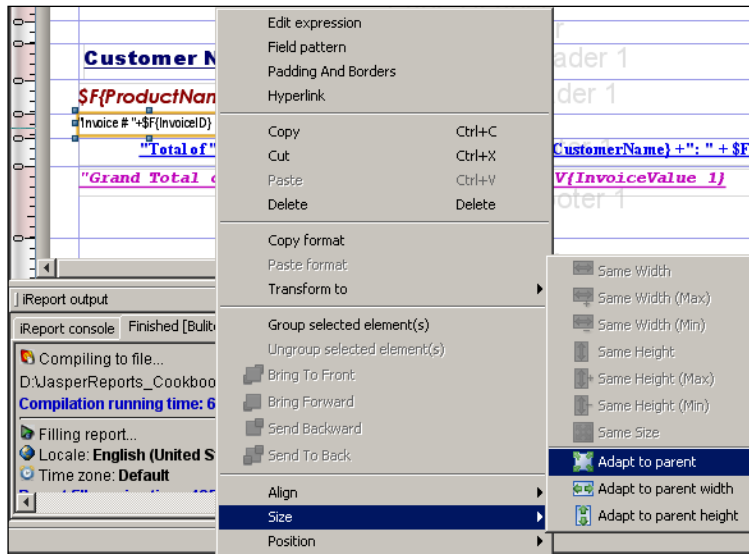 Customer N
$F{ProductNan
"Invoice # "+$F{InvoiceID}
"Total of "
CustomerName} +": " + $F
"Grand Total
V{InvoiceValue 1}
ader 1
der 1
oter 1
Edit expression
Field pattern
Padding And Borders
Hyperlink
Copy Ctrl+C
Cut Ctrl+X
Paste Ctrl+V
Delete Delete
Copy format
Paste format
Transform to
Group selected element(s)
Ungroup selected element(s)
Bring To Front
Bring Forward
Send Backward
Send To Back
Align
Size
Position
Same Width
Same Width (Max)
Same Width (Min)
Same Height
Same Height (Max)
Same Height (Min)
Same Size
Adapt to parent
Adapt to parent width
Adapt to parent height
iReport output
iReport console Finished [Bulit
Compiling to file...
D:\JasperReports_Cookboo
Compilation running time: 6
Filling report...
Locale: English (United S
Time zone: Default